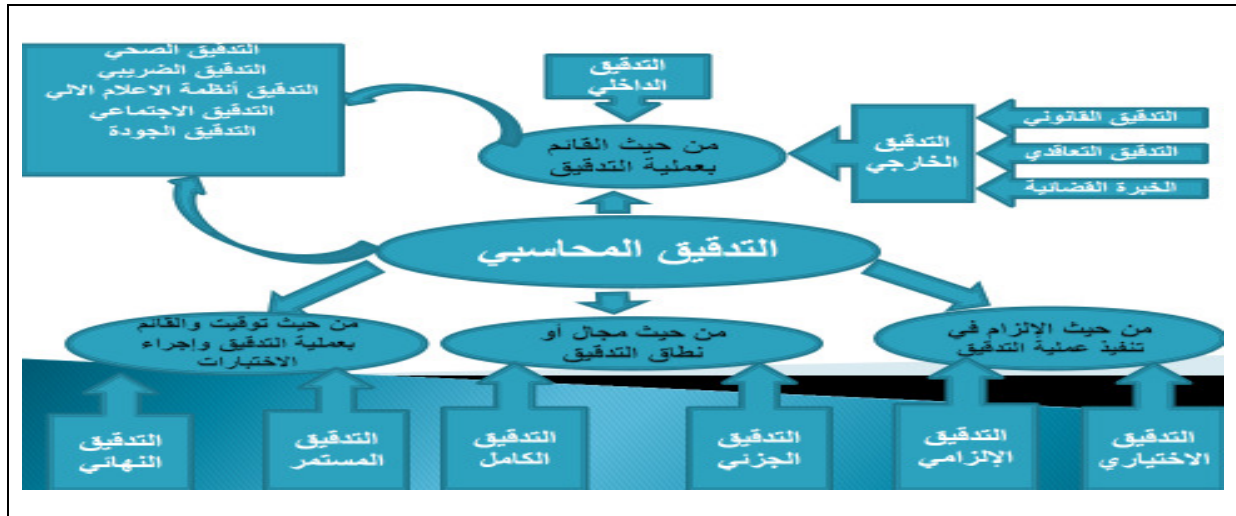 التدقيق الصحي
التدقيق الضريبي
التدقيق أنظمة الاعلام الالي
التدقيق الاجتماعي
التدقيق الجودة
التدقيق
الداخلي
من حيث القائم
بعملية التدقيق
التدقيق
الخارجي
التدقيق القانوني
التدقيق التعاقدي
الخبرة القضائية
التدقيق المحاسبي
من حيث الإلزام في
تنفيذ عملية التدقيق
من حيث مجال أو
نطاق التدقيق
من حيث توقيت والقائم
بعملية التدقيق وإجراء
الاختبارات
التدقيق
الاختياري
التدقيق
الإلزامي
التدقيق
الجزئي
التدقيق
الكامل
التدقيق
المستمر
التدقيق
النهائي